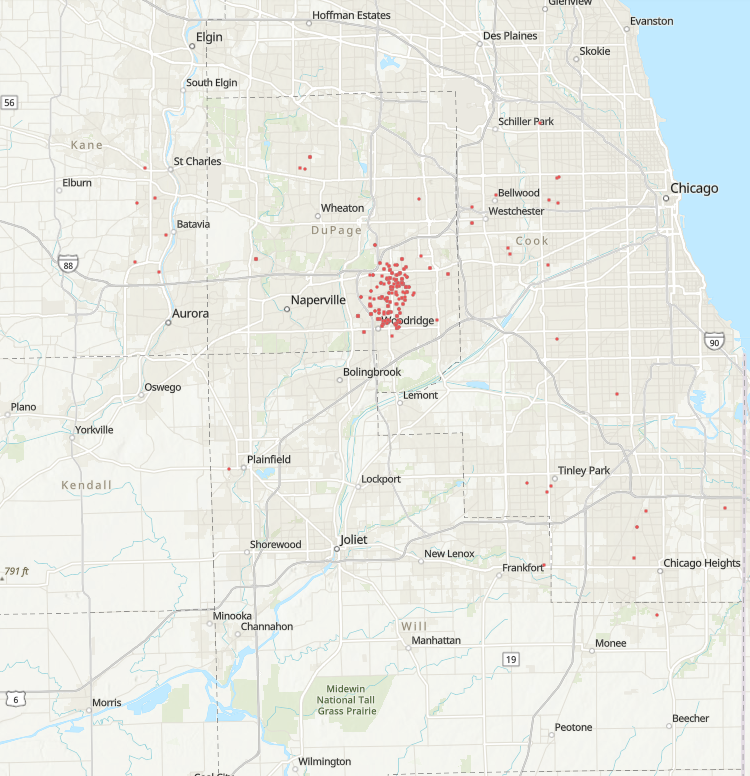 Hoffman Estates
Glenview
Evanston
Elgin
Des Plaines
Skokie
South Elgin
56
Schiller Park
Kane
St Charles
Elburn
Bellwood
Chicago
Wheaton
Westchester
Batavia
DuPage
Cook
88
Naperville
Aurora
Woodridge
90
Bolingbrook
Oswego
Lemont
Plano
Yorkville
Plainfield
Tinley Park
Lockport
Kendall
Joliet
Shorewood
New Lenox
791 ft
Frankfort
Chicago Heights
Minooka
Channahon
Will
Manhattan
Monee
19
Midewin
National Tall
Grass Prairie
6
Morris
Beecher
Peotone
Wilmington
Coal City